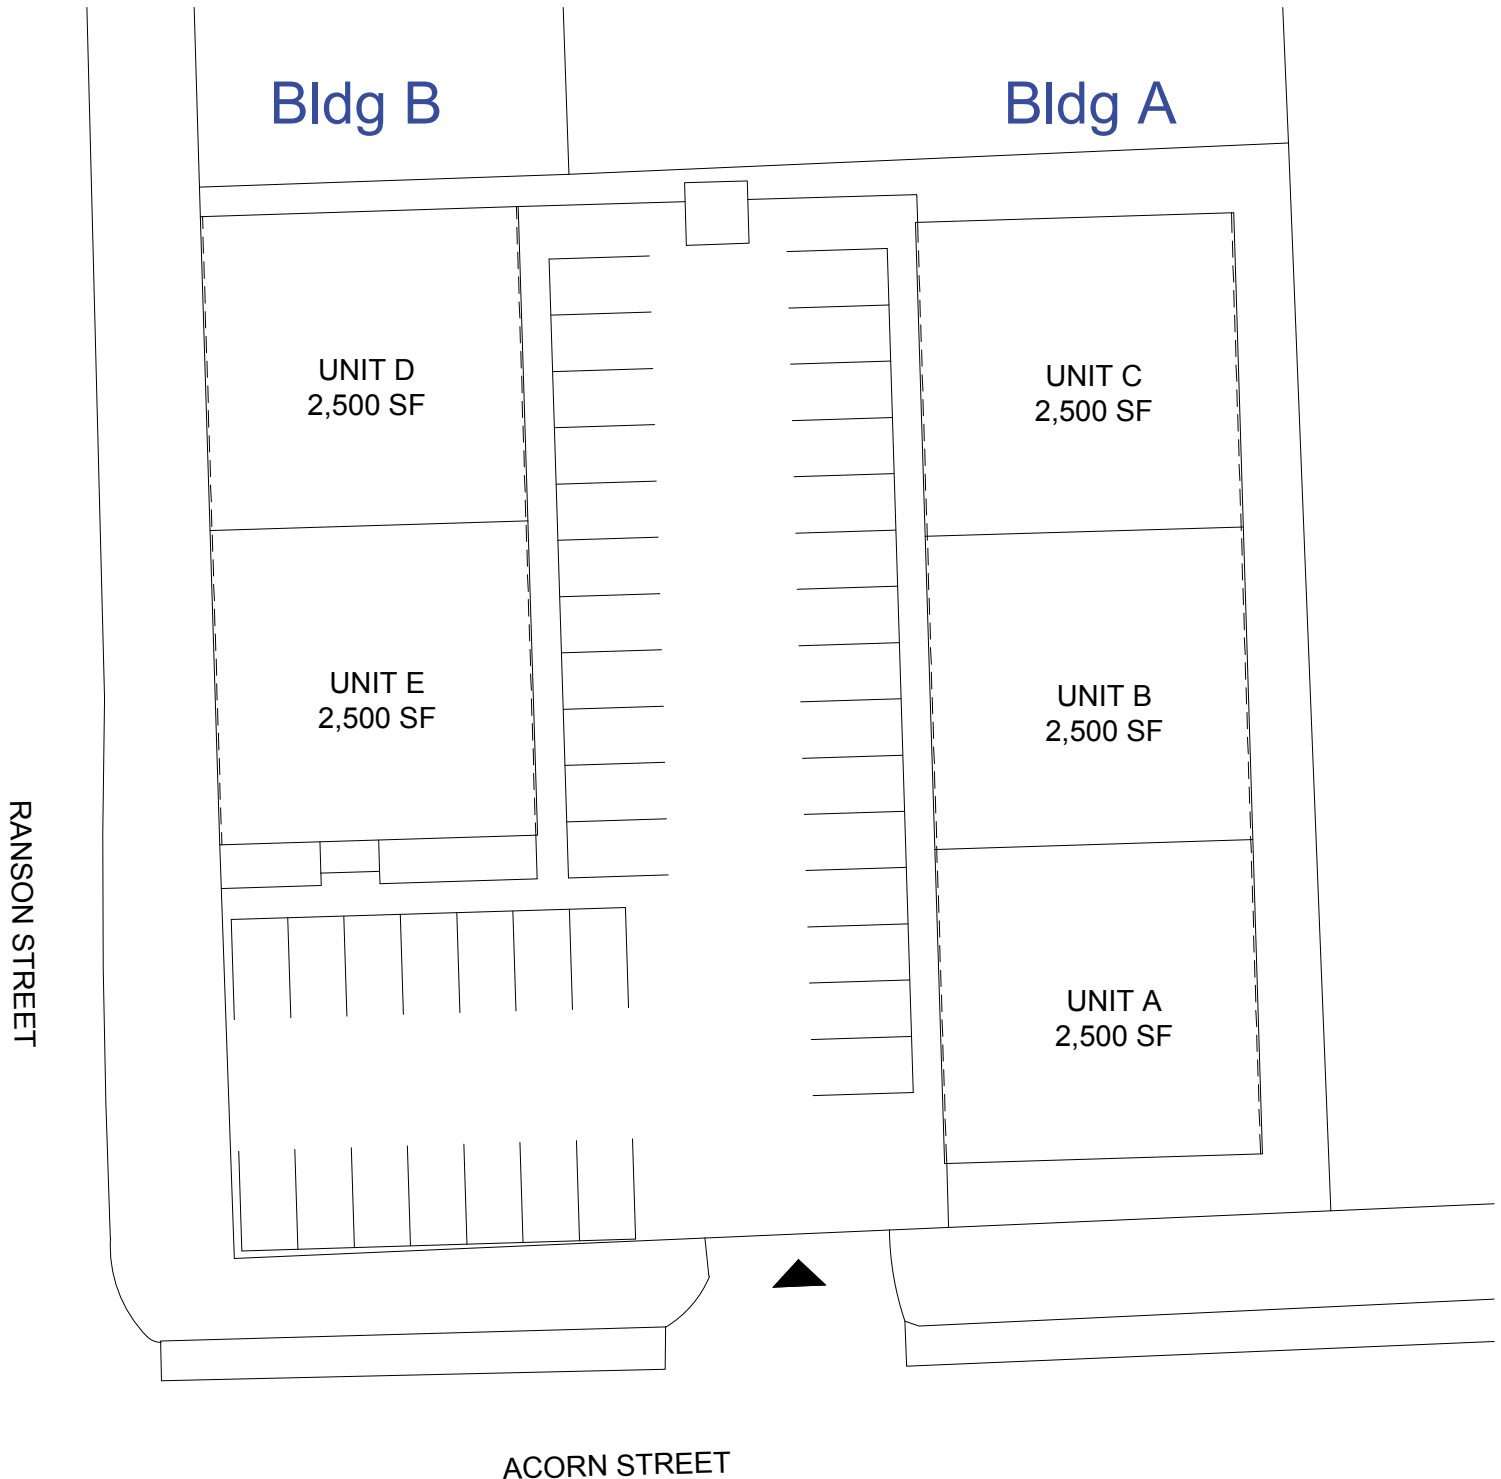 Bldg B
Bldg A
UNIT D
2,500 SF
UNIT C
2,500 SF
UNIT E
2,500 SF
UNIT B
2,500 SF
RANSON STREET
UNIT A
2,500 SF
ACORN STREET